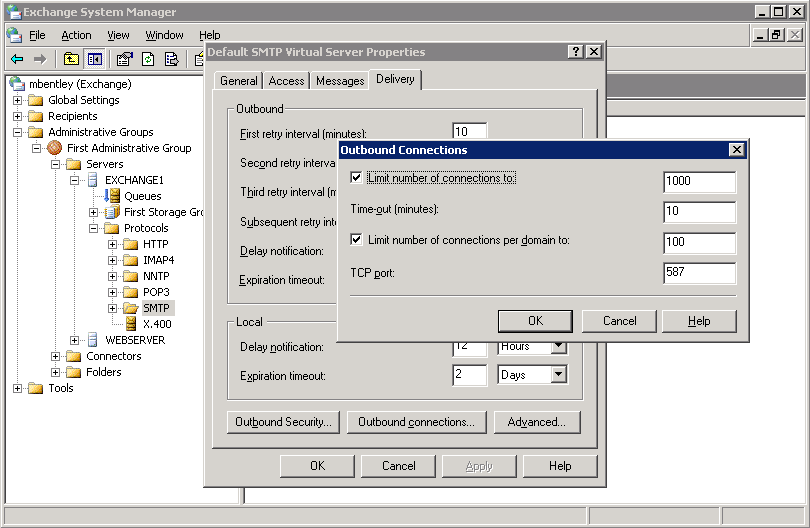 Exchange System Manager
File Action View Window Help
mbentley (Exchange)
Global Settings
Recipients
Administrative Groups
First Administrative Group
Servers
EXCHANGE1
Queues
First Storage Gro
Protocols
HTTP
IMAP4
NNTP
POP3
SMTP
X.400
WEBSERVER
Connectors
Folders
Tools
Default SMTP Virtual Server Properties
General Access Messages Delivery
Outbound
First retry interval (minutes): 10
Second retry interva
Third retry interval (m
Subsequent retry inte
Delay notification:
Expiration timeout:
Outbound Connections
Limit number of connections to: 1000
Time-out (minutes): 10
Limit number of connections per domain to: 100
TCP port: 587
OK Cancel Help
Local
Delay notification: 12 Hours
Expiration timeout: 2 Days
Outbound Security... Outbound connections... Advanced...
OK Cancel Apply Help